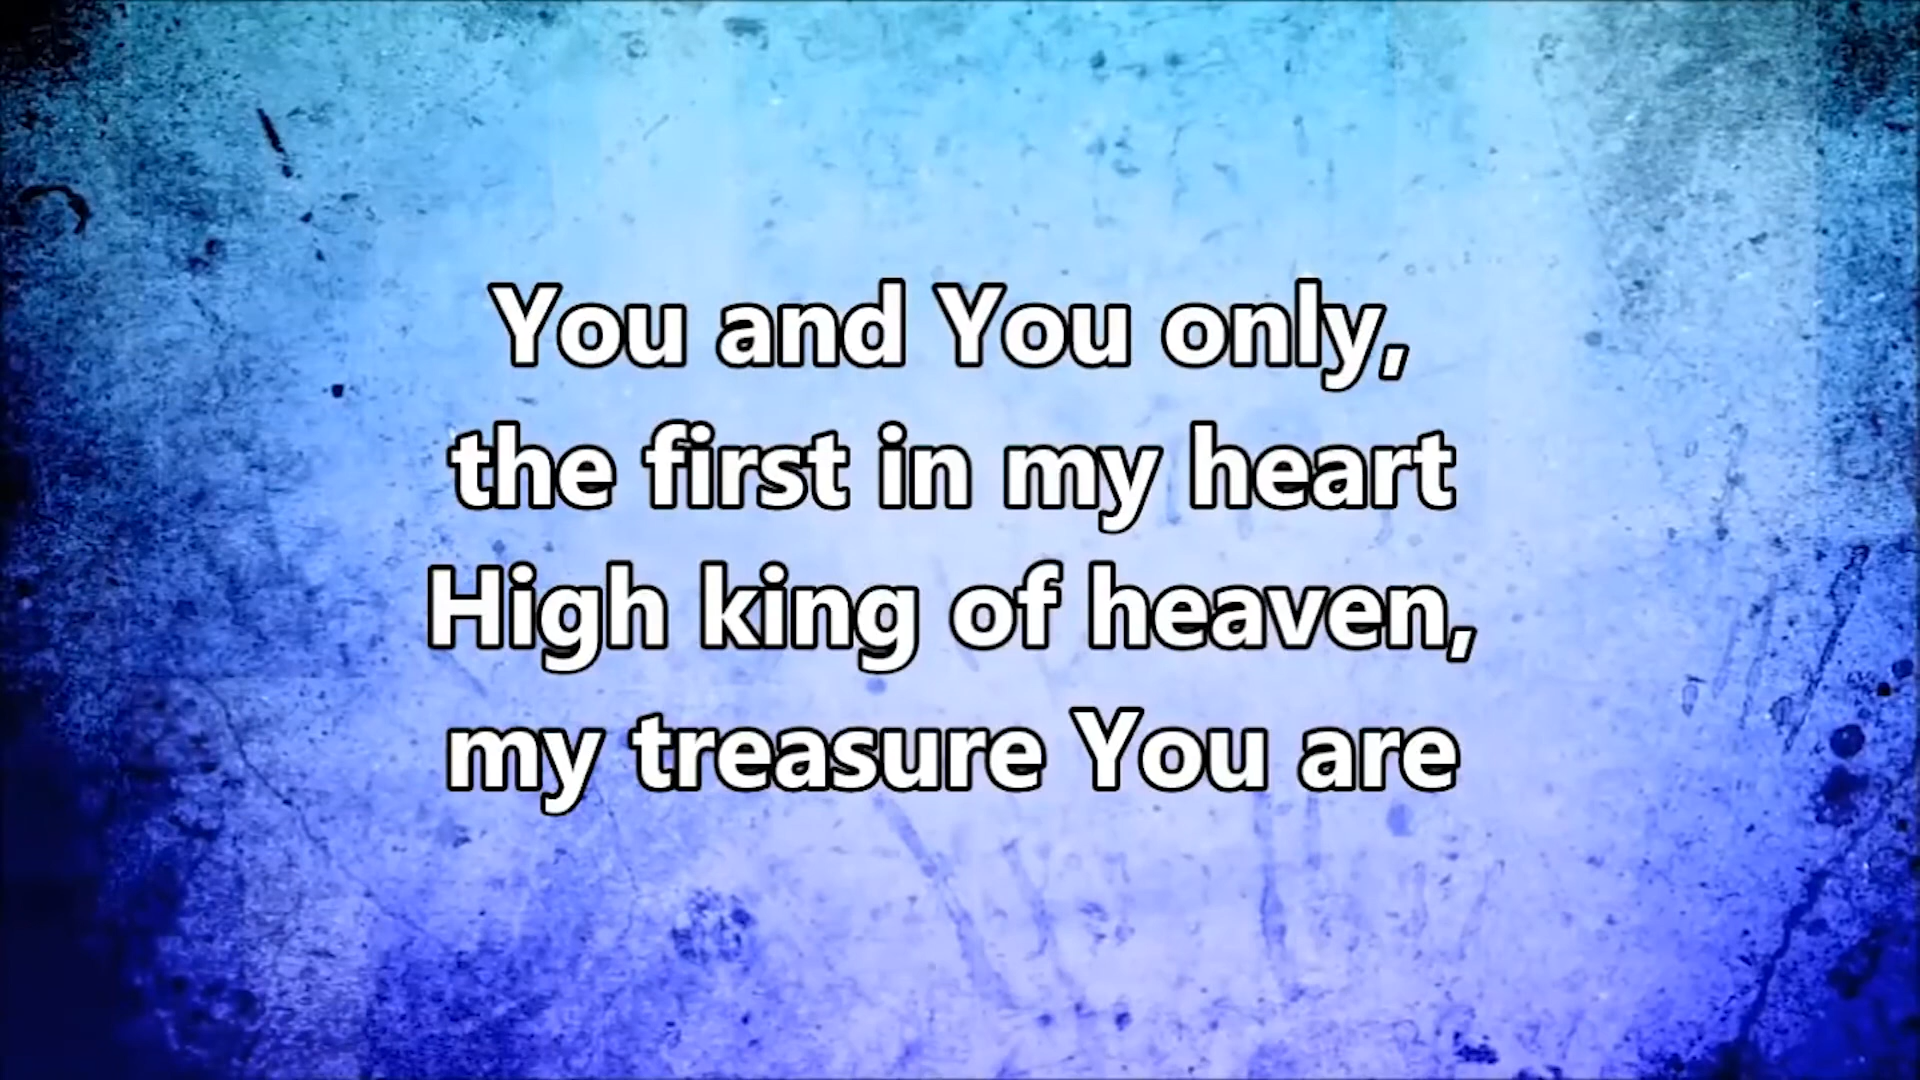 You and You only,
the first in my heart
High king of heaven,
my treasure You are